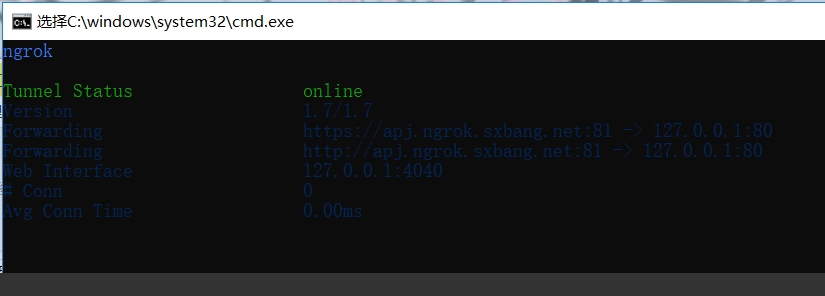 选择C:\windows\system32\cmd.exe
ngrok
Tunnel Status online
Version 1.7/1.7
Forwarding https://apj.ngrok.sxbang.net:81 -> 127.0.0.1:80
Forwarding http://apj.ngrok.sxbang.net:81 -> 127.0.0.1:80
Web Interface 127.0.0.1:4040
# Conn 0
Avg Conn Time 0.00ms